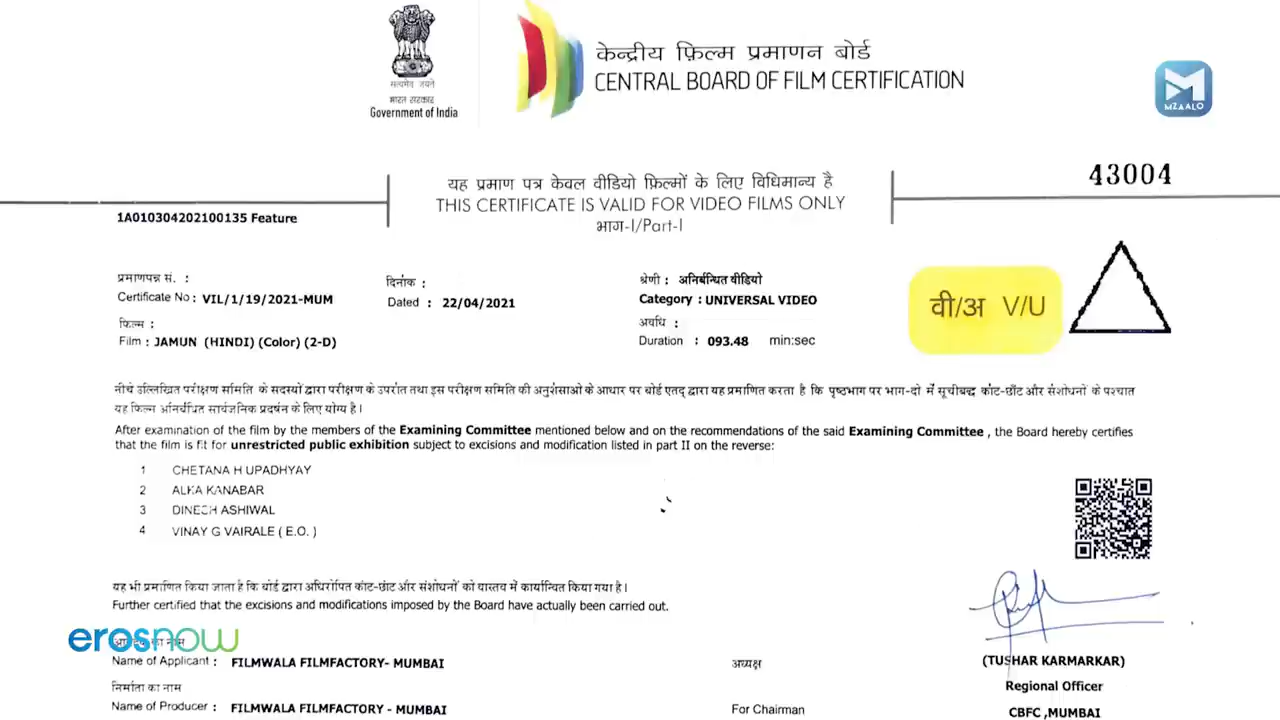 सत्यमेव जयते
भारत सरकार
Government of India
केन्द्रीय फ़िल्म प्रमाणन बोर्ड
CENTRAL BOARD OF FILM CERTIFICATION
MZAALO
43004
यह प्रमाण पत्र केवल वीडियो फ़िल्मों के लिए विधिमान्य है
THIS CERTIFICATE IS VALID FOR VIDEO FILMS ONLY
भाग-I/Part-I
1A010304202100135 Feature
प्रमाणपत्र सं. :
Certificate No : VIL/1/19/2021-MUM
दिनांक :
Dated : 22/04/2021
श्रेणी : अनिर्बन्धित वीडियो
Category : UNIVERSAL VIDEO
वी/अ V/U
फिल्म :
Film : JAMUN (HINDI) (Color) (2-D)
अवधि :
Duration : 093.48 min:sec
नीचे उल्लिखित परीक्षण समिति के सदस्यों द्वारा परीक्षण के उपरांत तथा इस परीक्षण समिति की अनुशंसाओ के आधार पर बोर्ड एतद् द्वारा यह प्रमाणित करता है कि पृष्ठभाग पर भाग-दो में सूचीबद्ध कांट-छाँट और संशोधनों के पश्चात
यह फिल्म अनिर्बंधित सार्वजनिक प्रदर्शन के लिए योग्य है।
After examination of the film by the members of the Examining Committee mentioned below and on the recommendations of the said Examining Committee , the Board hereby certifies
that the film is fit for unrestricted public exhibition subject to excisions and modification listed in part II on the reverse:
1 CHETANA H UPADHYAY
2 ALKA KANABAR
3 DINESH ASHIWAL
4 VINAY G VAIRALE ( E.O. )
यह भी प्रमाणित किया जाता है कि बोर्ड द्वारा अधिरोपित कांट-छांट और संशोधनों को वास्तव में कार्यान्वित किया गया है।
Further certified that the excisions and modifications imposed by the Board have actually been carried out.
erosnow
का नाम
Name of Applicant : FILMWALA FILMFACTORY- MUMBAI
निर्माता का नाम
Name of Producer : FILMWALA FILMFACTORY - MUMBAI
अध्यक्ष
For Chairman
(TUSHAR KARMARKAR)
Regional Officer
CBFC ,MUMBAI